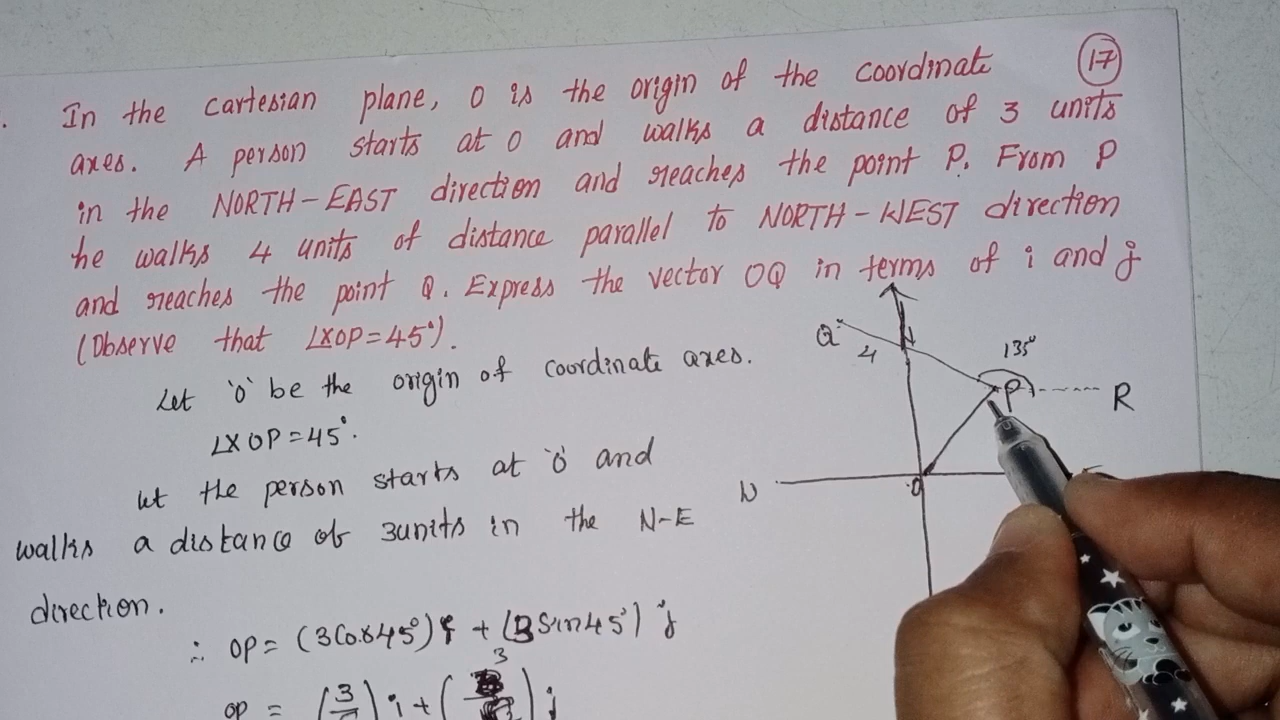 17
In the cartesian plane, O is the origin of the coordinate
axes. A person starts at O and walks a distance of 3 units
in the NORTH-EAST direction and reaches the point P. From P
he walks 4 units of distance parallel to NORTH-WEST direction
and reaches the point Q. Express the vector OQ in terms of i and j
(Observe that ∠XOP=45°).
Let 'O' be the origin of coordinate axes.
∠XOP=45°.
let the person starts at 'O' and
walks a distance of 3units in the N-E
direction.
∴ OP= (3Cos45°) i + (3Sin45°) j
3
OP = (3) i + ( ) j
Q
4
N
135°
P
R
O